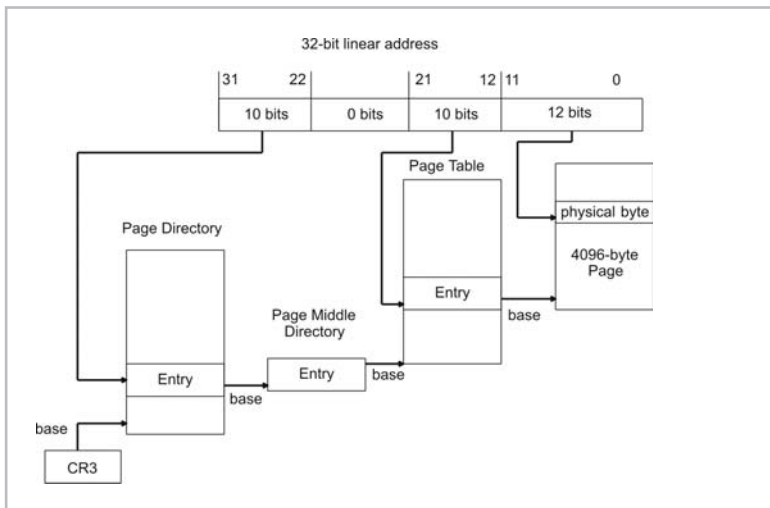 32-bit linear address
31 22 21 12 11 0
10 bits 0 bits 10 bits 12 bits
Page Table
physical byte
Page Directory
4096-byte
Page
Entry
base
Page Middle
Directory
Entry
Entry
base
base
base
CR3